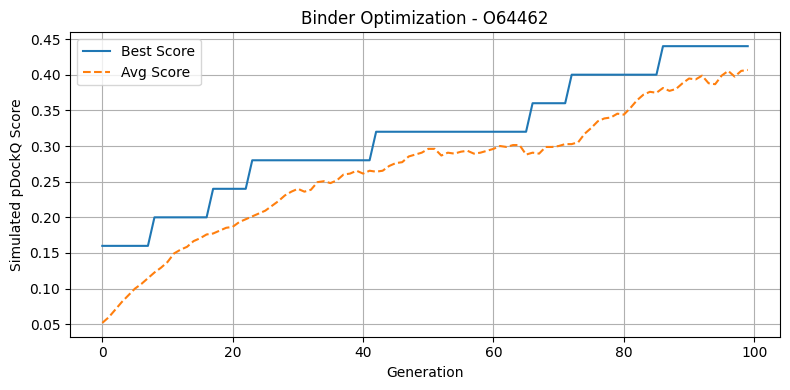 Binder Optimization - O64462
Best Score
Avg Score
0.45
0.40
0.35
0.30
0.25
0.20
0.15
0.10
0.05
Simulated pDockQ Score
0 20 40 60 80 100
Generation